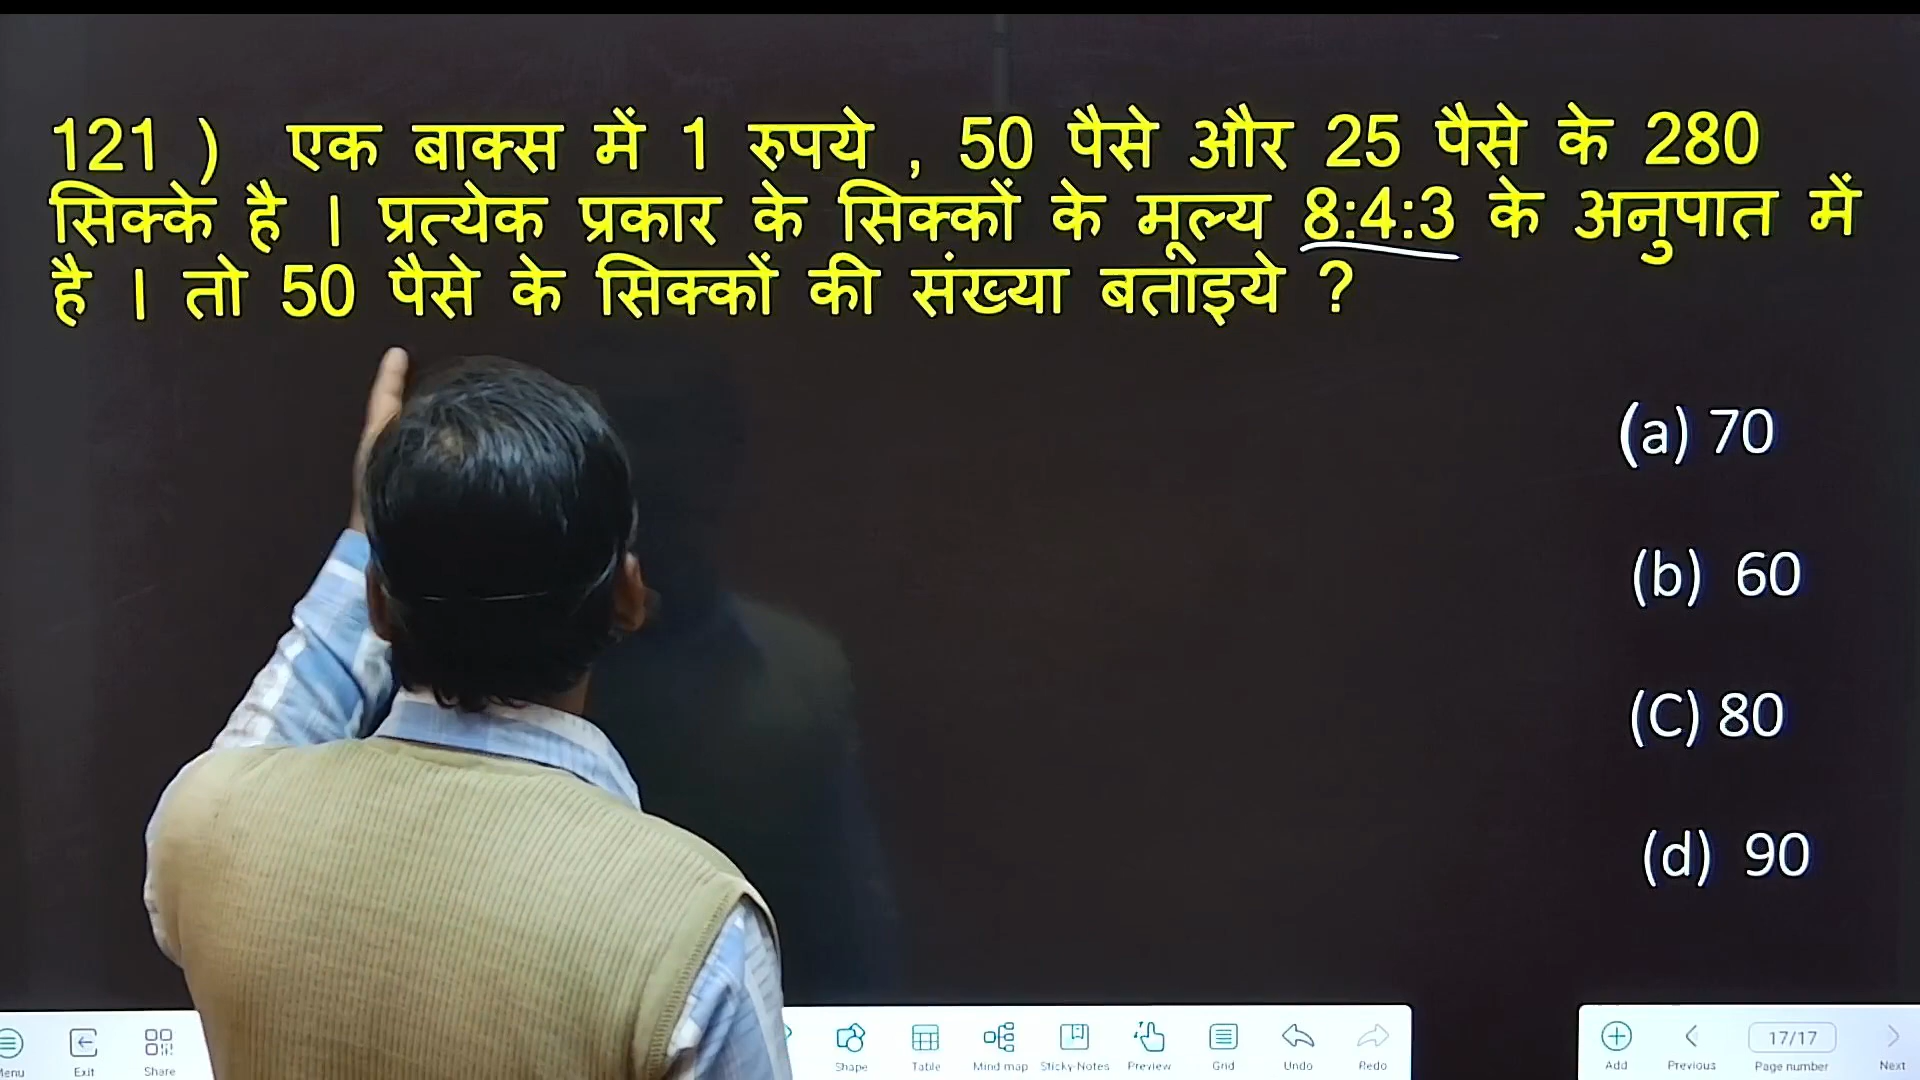 121 ) एक बाक्स में 1 रुपये , 50 पैसे और 25 पैसे के 280
सिक्के है । प्रत्येक प्रकार के सिक्कों के मूल्य 8:4:3 के अनुपात में
है । तो 50 पैसे के सिक्कों की संख्या बताइये ?
(a) 70
(b) 60
(C) 80
(d) 90
Exit
Share
Shape
Table
Mind map
Sticky-Notes
Preview
Grid
Undo
Redo
Add
Previous
17/17
Page number
Next